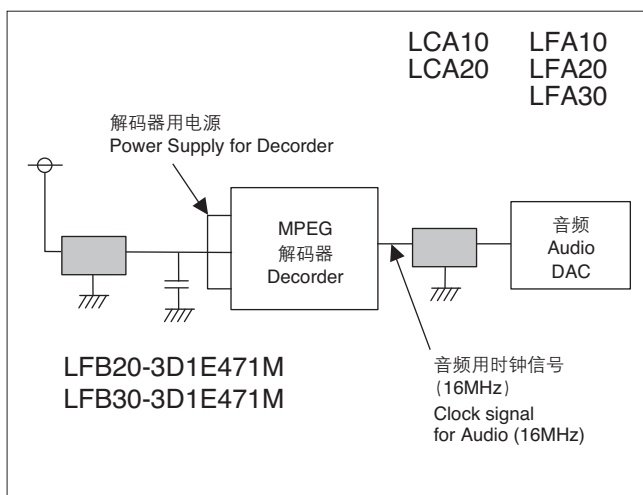 LCA10 LFA10
LCA20 LFA20
LFA30
解码器用电源
Power Supply for Decorder
MPEG
解码器
Decorder
音频
Audio
DAC
LFB20-3D1E471M
LFB30-3D1E471M
音频用时钟信号
(16MHz)
Clock signal
for Audio (16MHz)